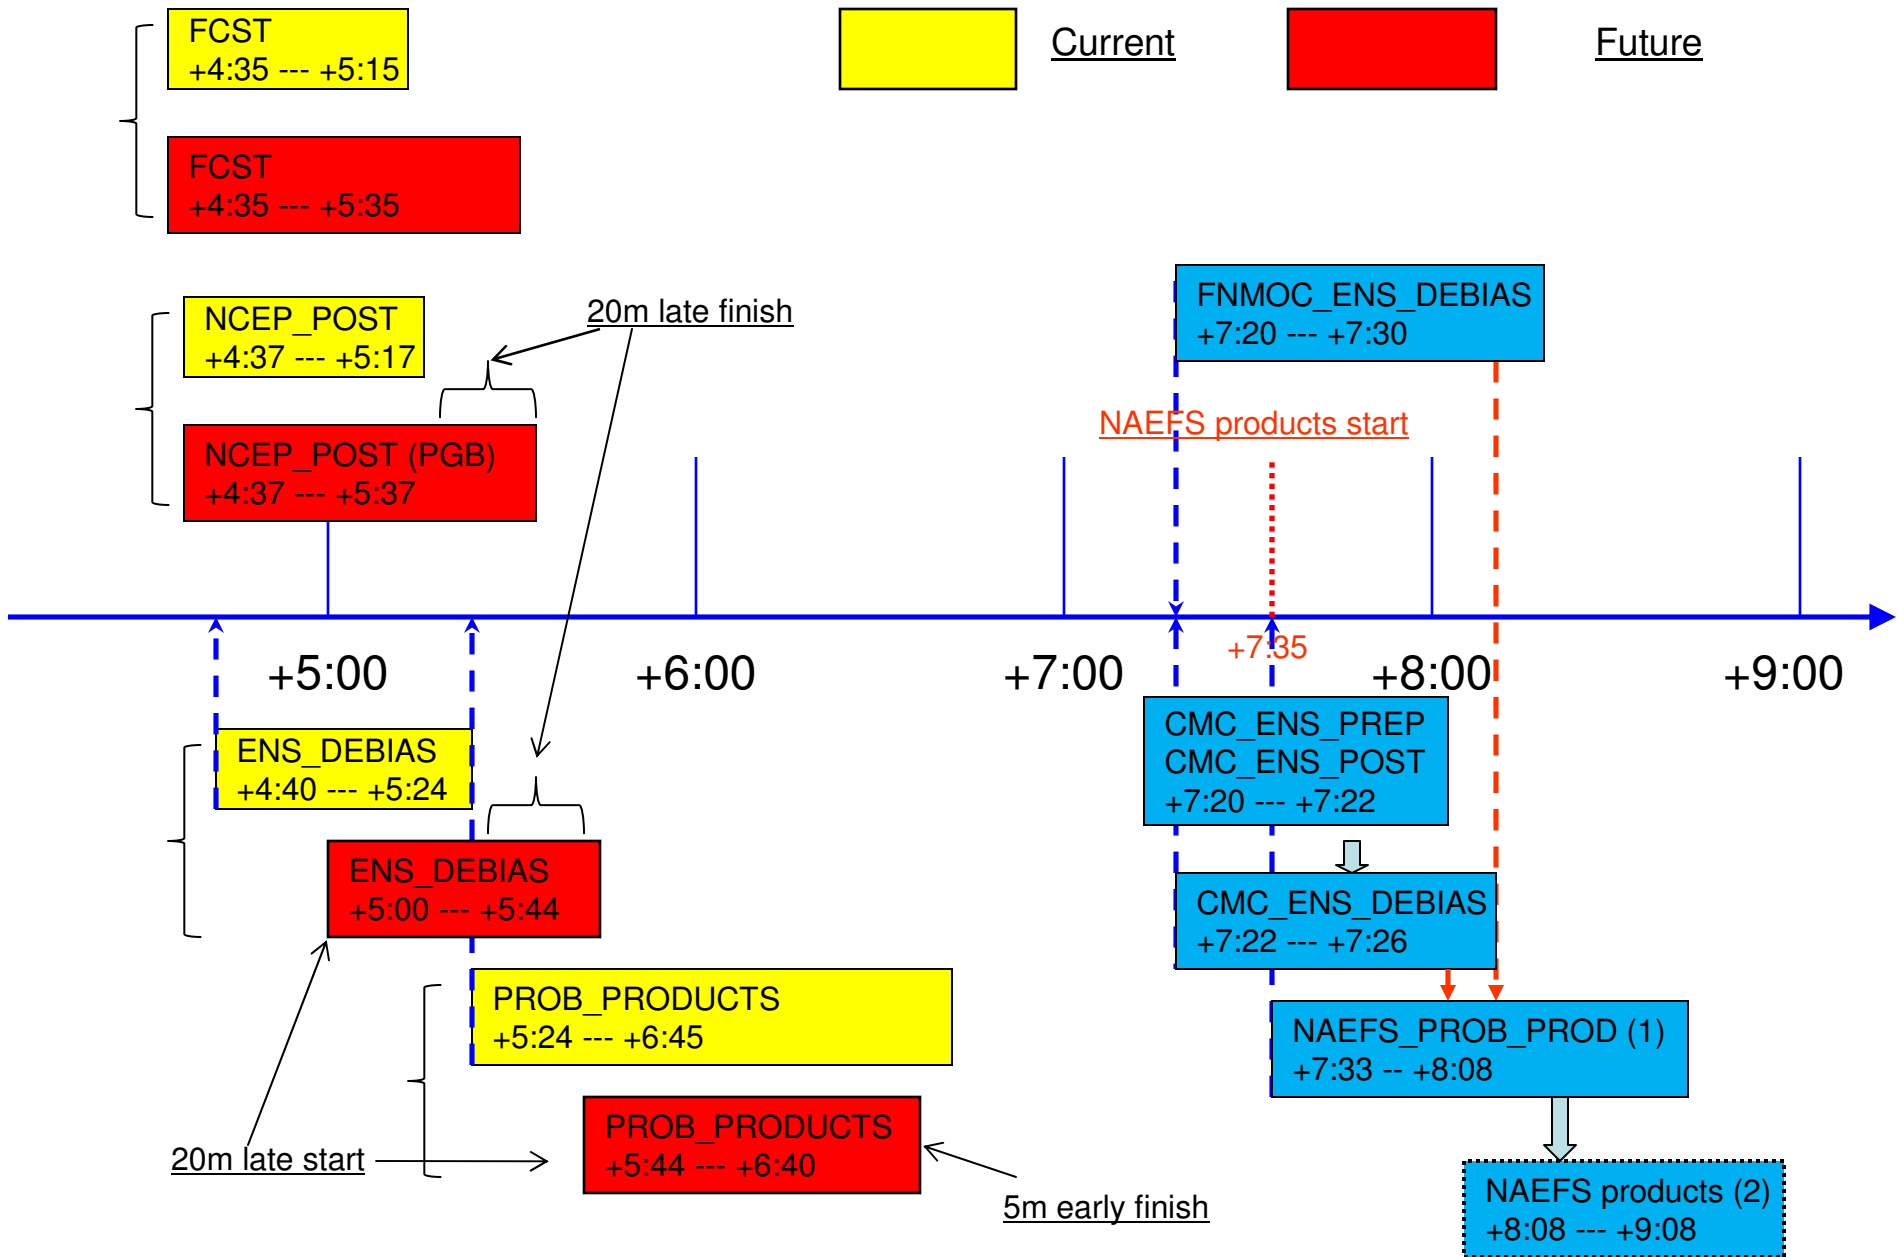 FCST
+4:35 --- +5:15
Current
Future
FCST
+4:35 --- +5:35
NCEP_POST
+4:37 --- +5:17
20m late finish
FNMOC_ENS_DEBIAS
+7:20 --- +7:30
NAEFS products start
NCEP_POST (PGB)
+4:37 --- +5:37
+7:35
+5:00
+6:00
+7:00
+8:00
+9:00
ENS_DEBIAS
+4:40 --- +5:24
CMC_ENS_PREP
CMC_ENS_POST
+7:20 --- +7:22
ENS_DEBIAS
+5:00 --- +5:44
CMC_ENS_DEBIAS
+7:22 --- +7:26
PROB_PRODUCTS
+5:24 --- +6:45
NAEFS_PROB_PROD (1)
+7:33 -- +8:08
PROB_PRODUCTS
+5:44 --- +6:40
20m late start
5m early finish
NAEFS products (2)
+8:08 --- +9:08